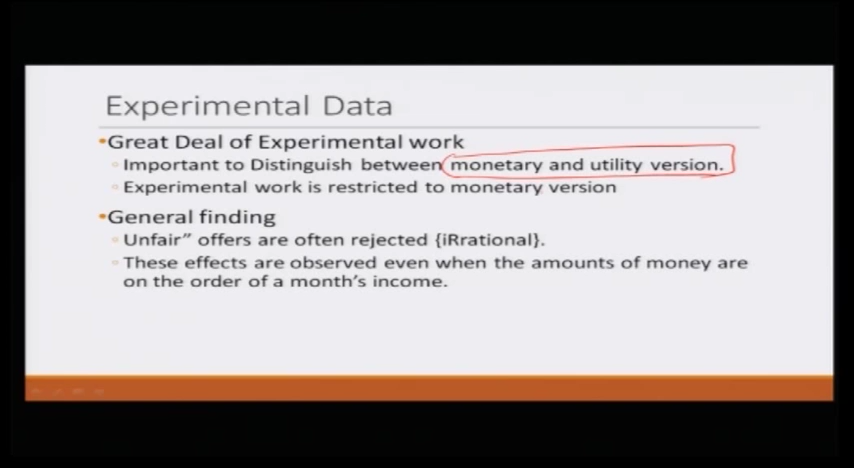 Experimental Data
•Great Deal of Experimental work
Important to Distinguish between monetary and utility version.
Experimental work is restricted to monetary version
•General finding
Unfair” offers are often rejected {iRrational}.
These effects are observed even when the amounts of money are
on the order of a month’s income.